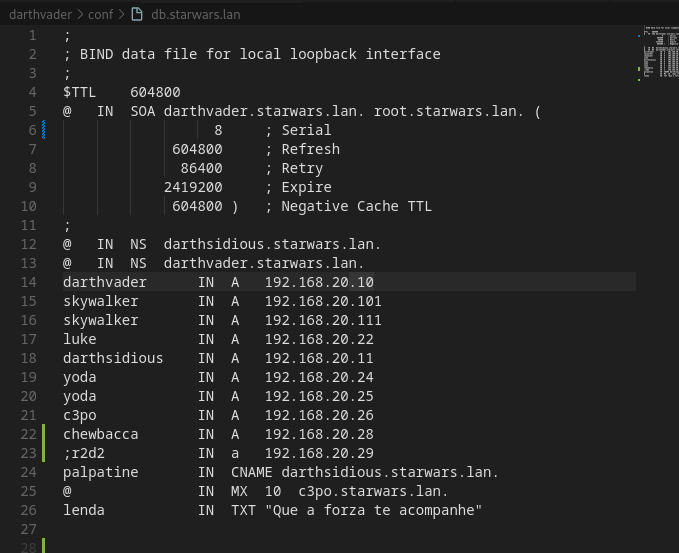 darthvader > conf > db.starwars.lan
1 ;
2 ; BIND data file for local loopback interface
3 ;
4 $TTL    604800
5 @   IN  SOA darthvader.starwars.lan. root.starwars.lan. (
6                   8     ; Serial
7              604800     ; Refresh
8               86400     ; Retry
9             2419200     ; Expire
10             604800 )   ; Negative Cache TTL
11 ;
12 @   IN  NS  darthsidious.starwars.lan.
13 @   IN  NS  darthvader.starwars.lan.
14 darthvader      IN  A   192.168.20.10
15 skywalker       IN  A   192.168.20.101
16 skywalker       IN  A   192.168.20.111
17 luke            IN  A   192.168.20.22
18 darthsidious    IN  A   192.168.20.11
19 yoda            IN  A   192.168.20.24
20 yoda            IN  A   192.168.20.25
21 c3po            IN  A   192.168.20.26
22 chewbacca       IN  A   192.168.20.28
23 ;r2d2           IN  a   192.168.20.29
24 palpatine       IN  CNAME darthsidious.starwars.lan.
25 @               IN  MX  10  c3po.starwars.lan.
26 lenda           IN  TXT "Que a forza te acompanhe"
27
28